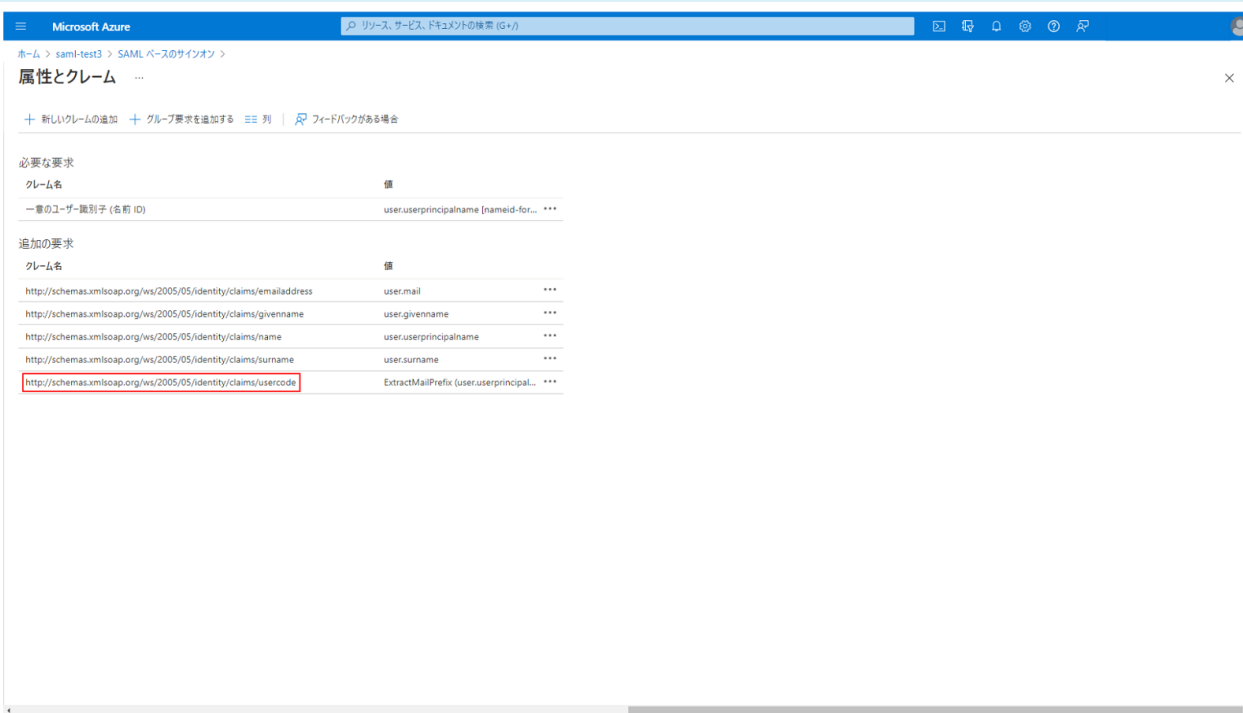 Microsoft Azure
リソース、サービス、ドキュメントの検索 (G+/)
ホーム > saml-test3 > SAML ベースのサインオン >
属性とクレーム ...
新しいクレームの追加 グループ要求を追加する 列 フィードバックがある場合
必要な要求
クレーム名 値
一意のユーザー識別子 (名前 ID) user.userprincipalname [nameid-for...
追加の要求
クレーム名 値
http://schemas.xmlsoap.org/ws/2005/05/identity/claims/emailaddress user.mail
http://schemas.xmlsoap.org/ws/2005/05/identity/claims/givenname user.givenname
http://schemas.xmlsoap.org/ws/2005/05/identity/claims/name user.userprincipalname
http://schemas.xmlsoap.org/ws/2005/05/identity/claims/surname user.surname
http://schemas.xmlsoap.org/ws/2005/05/identity/claims/usercode ExtractMailPrefix (user.userprincipal...